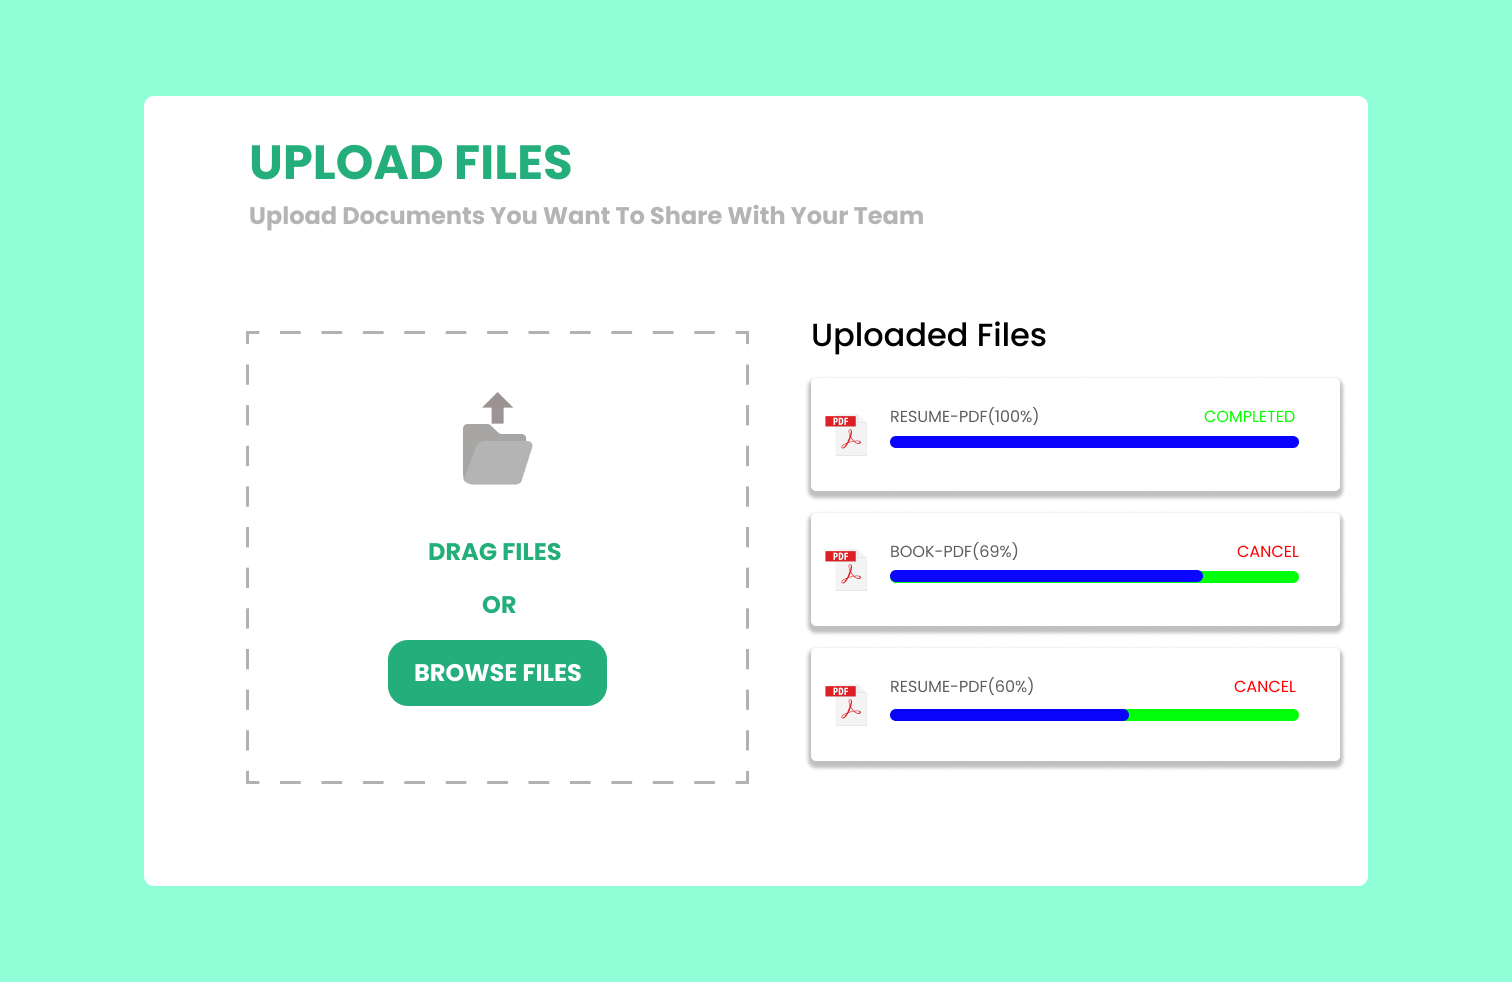 UPLOAD FILES
Upload Documents You Want To Share With Your Team
DRAG FILES
OR
BROWSE FILES
Uploaded Files
PDF
RESUME-PDF(100%)
COMPLETED
PDF
BOOK-PDF(69%)
CANCEL
PDF
RESUME-PDF(60%)
CANCEL